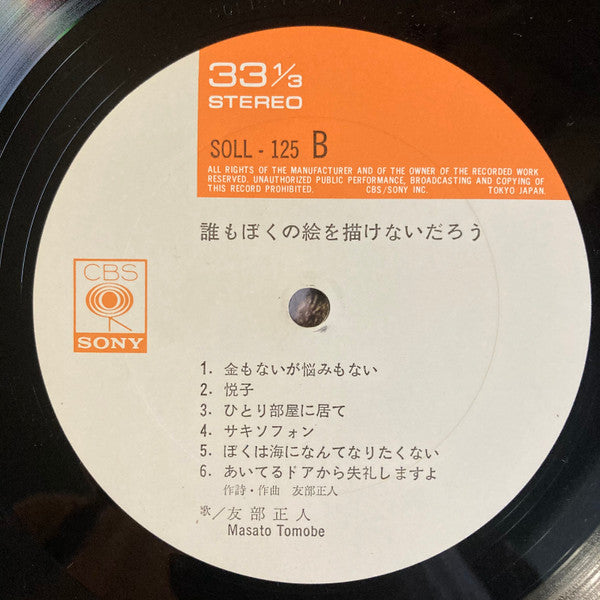 33 1/3
STEREO
SOLL - 125 B
ALL RIGHTS OF THE MANUFACTURER AND OF THE OWNER OF THE RECORDED WORK
RESERVED. UNAUTHORIZED PUBLIC PERFORMANCE, BROADCASTING AND COPYING OF
THIS RECORD PROHIBITED. CBS/SONY INC. TOKYO JAPAN.
誰もぼくの絵を描けないだろう
CBS
SONY
1. 金もないが悩みもない
2. 悦子
3. ひとり部屋に居て
4. サキソフォン
5. ぼくは海になんてなりたくない
6. あいてるドアから失礼しますよ
作詩・作曲 友部正人
歌/友部正人
Masato Tomobe